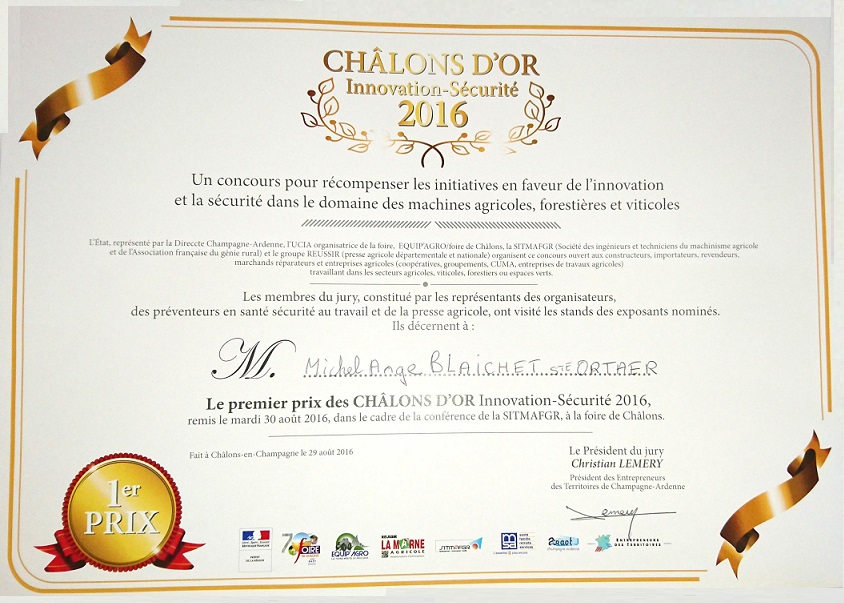 1er
PRIX
CHÂLONS D'OR
Innovation-Sécurité
2016
Un concours pour récompenser les initiatives en faveur de l'innovation
et la sécurité dans le domaine des machines agricoles, forestières et viticoles
L'État, représenté par la Direccte Champagne-Ardenne, l'UCIA organisatrice de la foire, EQUIP'AGRO/foire de Châlons, la SITMAFGR (Société des ingénieurs et techniciens du machinisme agricole
et de l'Association française du génie rural) et le groupe REUSSIR (presse agricole départementale et nationale) organisent ce concours ouvert aux constructeurs, importateurs, revendeurs,
marchands réparateurs et entreprises agricoles (coopératives, groupements, CUMA, entreprises de travaux agricoles)
travaillant dans les secteurs agricoles, viticoles, forestiers ou espaces verts.
Les membres du jury, constitué par les représentants des organisateurs,
des préventeurs en santé sécurité au travail et de la presse agricole, ont visité les stands des exposants nominés.
Ils décernent à :
M. Michel Ange BLAICHET STE ORTAER
Le premier prix des CHÂLONS D'OR Innovation-Sécurité 2016,
remis le mardi 30 août 2016, dans le cadre de la conférence de la SITMAFGR, à la foire de Châlons.
Fait à Châlons-en-Champagne le 29 août 2016
Le Président du jury
Christian LEMERY
Président des Entrepreneurs
des Territoires de Champagne-Ardenne
Lemery
1er
PRIX
70 FOIRE
EQUIP'AGRO
LA MARNE
AGRICOLE
SITMAFGR
ENTREPRENEURS
DES TERRITOIRES